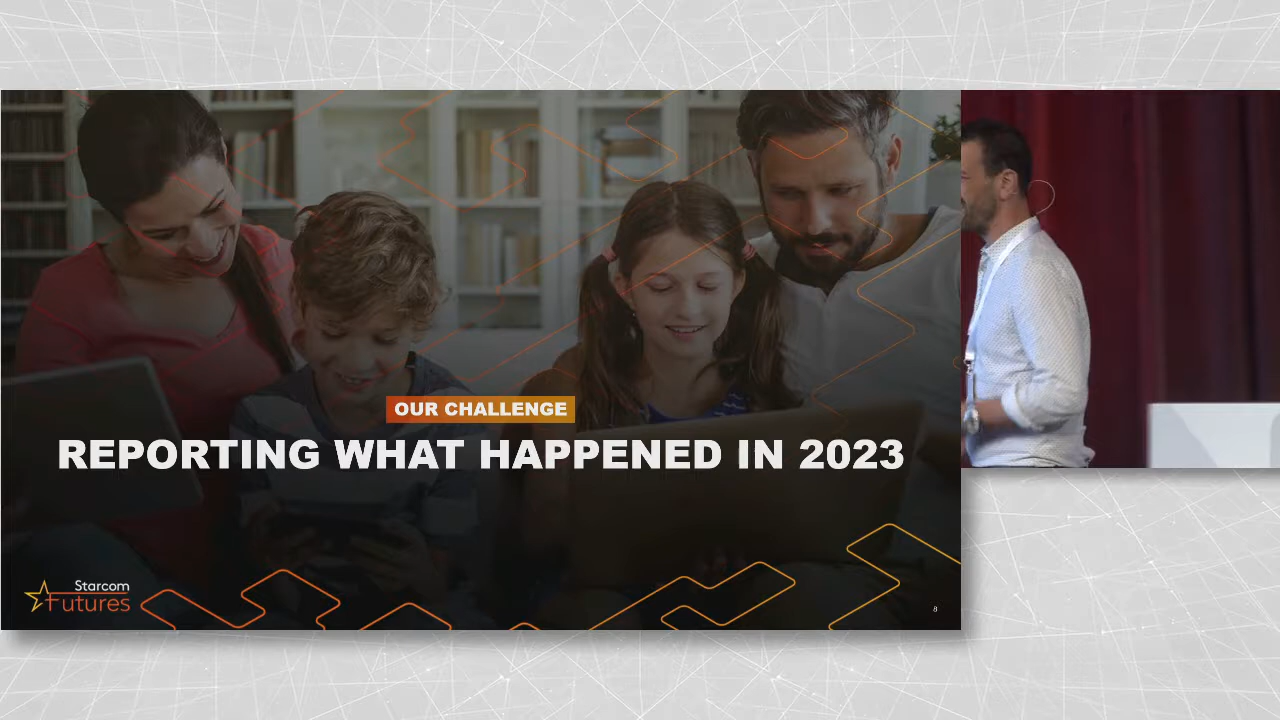 OUR CHALLENGE
REPORTING WHAT HAPPENED IN 2023
Starcom
Futures
8